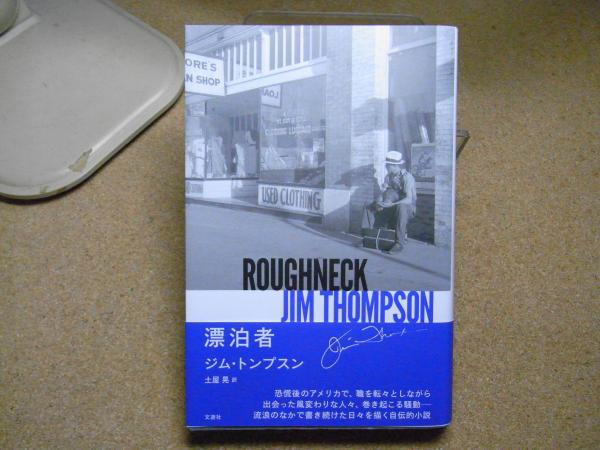 ORE'S
N SHOP
USED CLOTHING
ROUGHNECK
JIM THOMPSON
漂泊者
ジム・トンプスン
土屋 晃 訳
恐慌後のアメリカで、職を転々としながら
出会った風変わりな人々、巻き起こる騒動──
流浪のなかで書き続けた日々を描く自伝的小説
文遊社